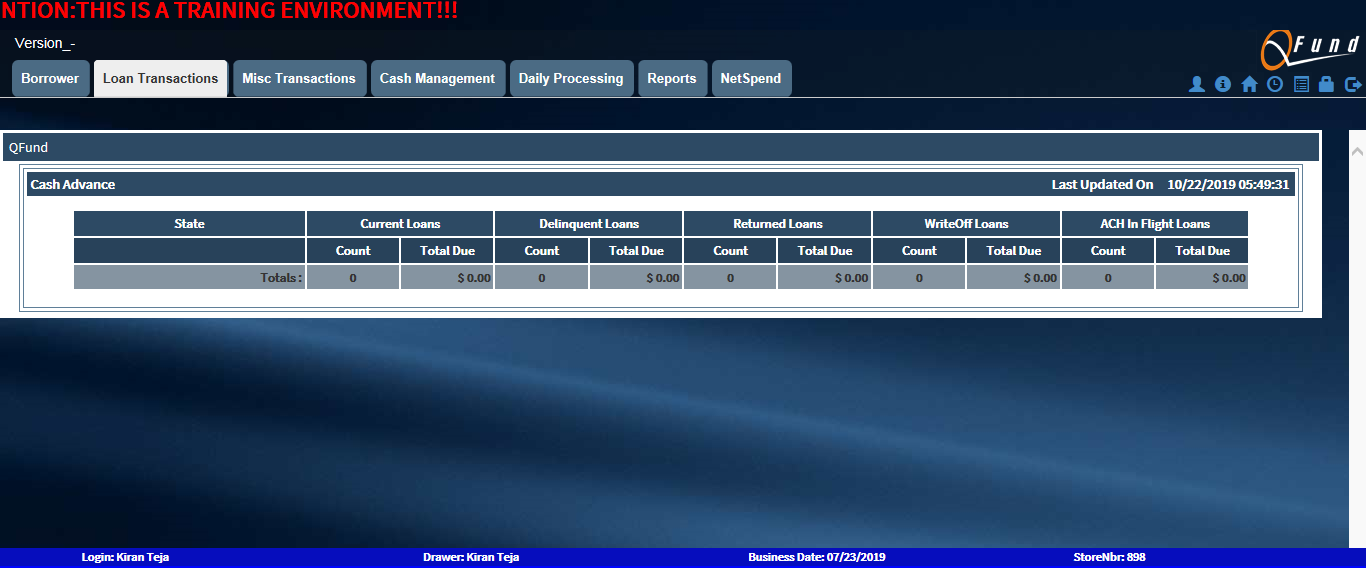 NTION:THIS IS A TRAINING ENVIRONMENT!!!
Version_-
QFund
Borrower Loan Transactions Misc Transactions Cash Management Daily Processing Reports NetSpend
QFund
Cash Advance Last Updated On 10/22/2019 05:49:31
State Current Loans Delinquent Loans Returned Loans WriteOff Loans ACH In Flight Loans
Count Total Due Count Total Due Count Total Due Count Total Due Count Total Due
Totals : 0 $ 0.00 0 $ 0.00 0 $ 0.00 0 $ 0.00 0 $ 0.00
Login: Kiran Teja Drawer: Kiran Teja Business Date: 07/23/2019 StoreNbr: 898